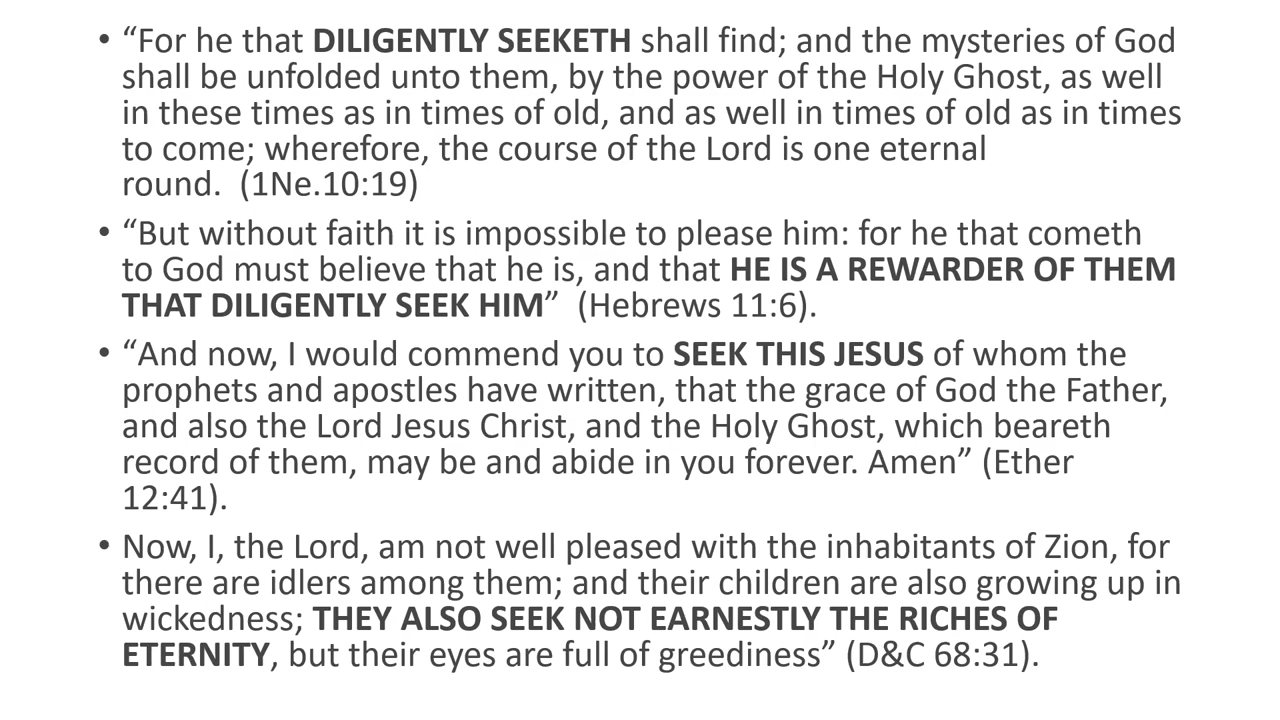 • “For he that DILIGENTLY SEEKETH shall find; and the mysteries of God
shall be unfolded unto them, by the power of the Holy Ghost, as well
in these times as in times of old, and as well in times of old as in times
to come; wherefore, the course of the Lord is one eternal
round.  (1Ne.10:19)
• “But without faith it is impossible to please him: for he that cometh
to God must believe that he is, and that HE IS A REWARDER OF THEM
THAT DILIGENTLY SEEK HIM”  (Hebrews 11:6).
• “And now, I would commend you to SEEK THIS JESUS of whom the
prophets and apostles have written, that the grace of God the Father,
and also the Lord Jesus Christ, and the Holy Ghost, which beareth
record of them, may be and abide in you forever. Amen” (Ether
12:41).
• Now, I, the Lord, am not well pleased with the inhabitants of Zion, for
there are idlers among them; and their children are also growing up in
wickedness; THEY ALSO SEEK NOT EARNESTLY THE RICHES OF
ETERNITY, but their eyes are full of greediness” (D&C 68:31).